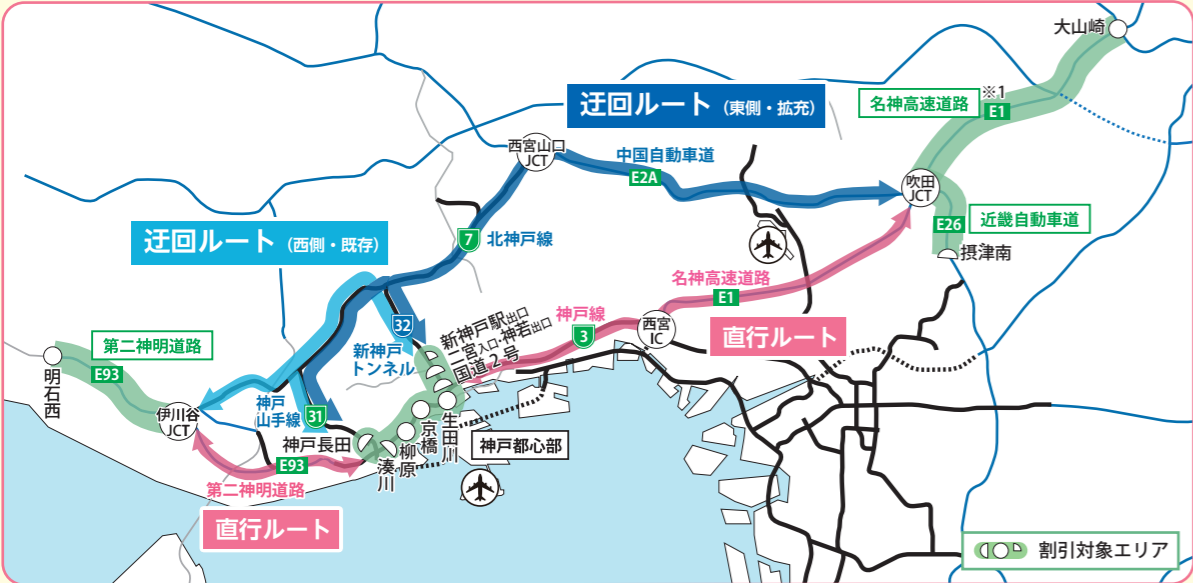 大山崎
迂回ルート（東側・拡充）
名神高速道路
※1
E1
西宮山口
JCT
中国自動車道
E2A
吹田
JCT
E26
近畿自動車道
摂津南
迂回ルート（西側・既存）
7
北神戸線
名神高速道路
E1
神戸線
3
西宮
IC
直行ルート
32
新神戸
トンネル
新神戸駅出口
二宮入口・神若出口
国道2号
第二神明道路
E93
明石西
伊川谷
JCT
神戸
山手線
31
神戸長田
湊川
柳原
京橋
生田川
神戸都心部
E93
第二神明道路
直行ルート
割引対象エリア